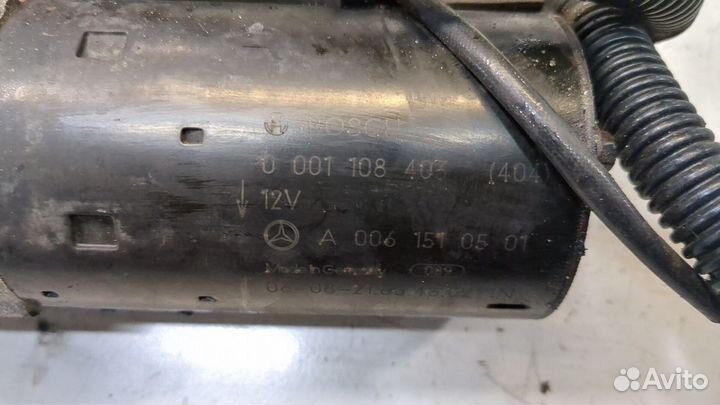 BOSCH
0 001 108 403 (404
12V
A 006 151 05 01
Made in Germany
Avito